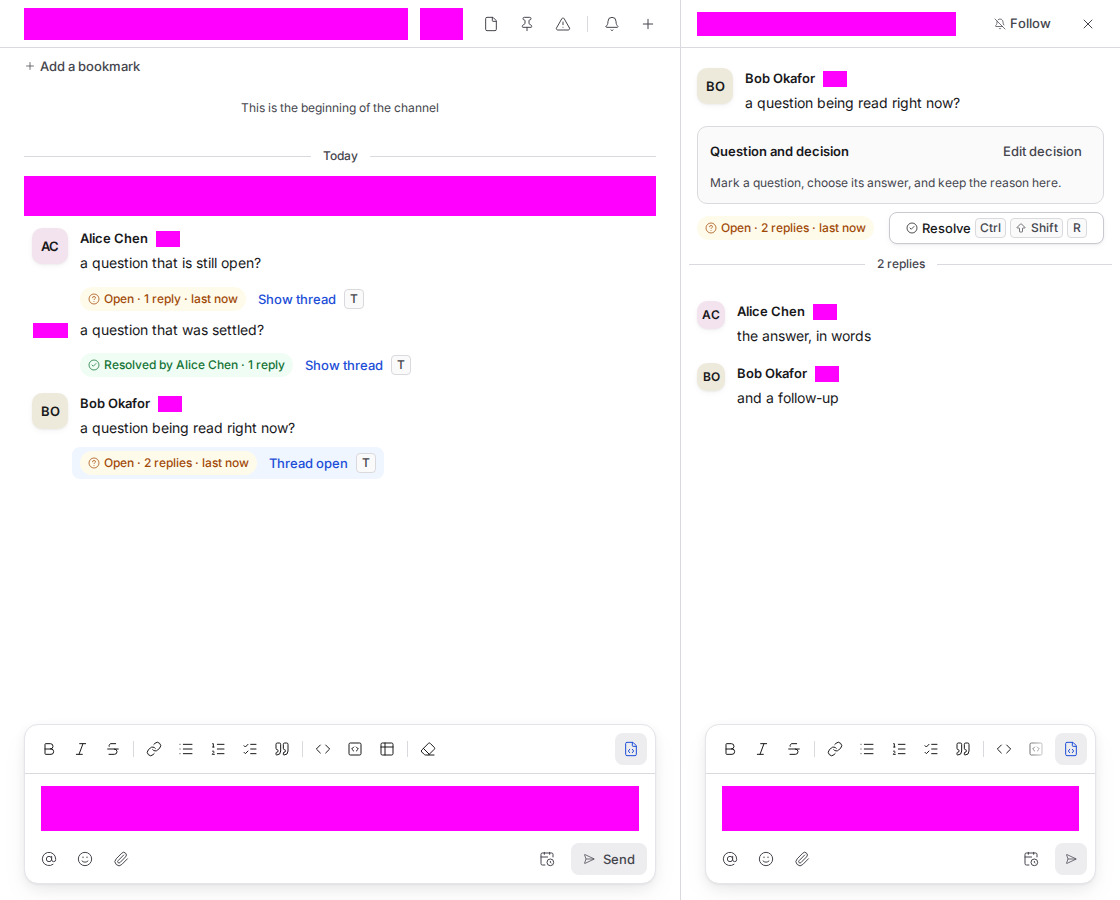 Add a bookmark
This is the beginning of the channel
Today
AC
Alice Chen
a question that is still open?
Open · 1 reply · last now
Show thread
T
a question that was settled?
Resolved by Alice Chen · 1 reply
Show thread
T
BO
Bob Okafor
a question being read right now?
Open · 2 replies · last now
Thread open
T
Send
Follow
BO
Bob Okafor
a question being read right now?
Question and decision
Edit decision
Mark a question, choose its answer, and keep the reason here.
Open · 2 replies · last now
Resolve Ctrl Shift R
2 replies
AC
Alice Chen
the answer, in words
BO
Bob Okafor
and a follow-up